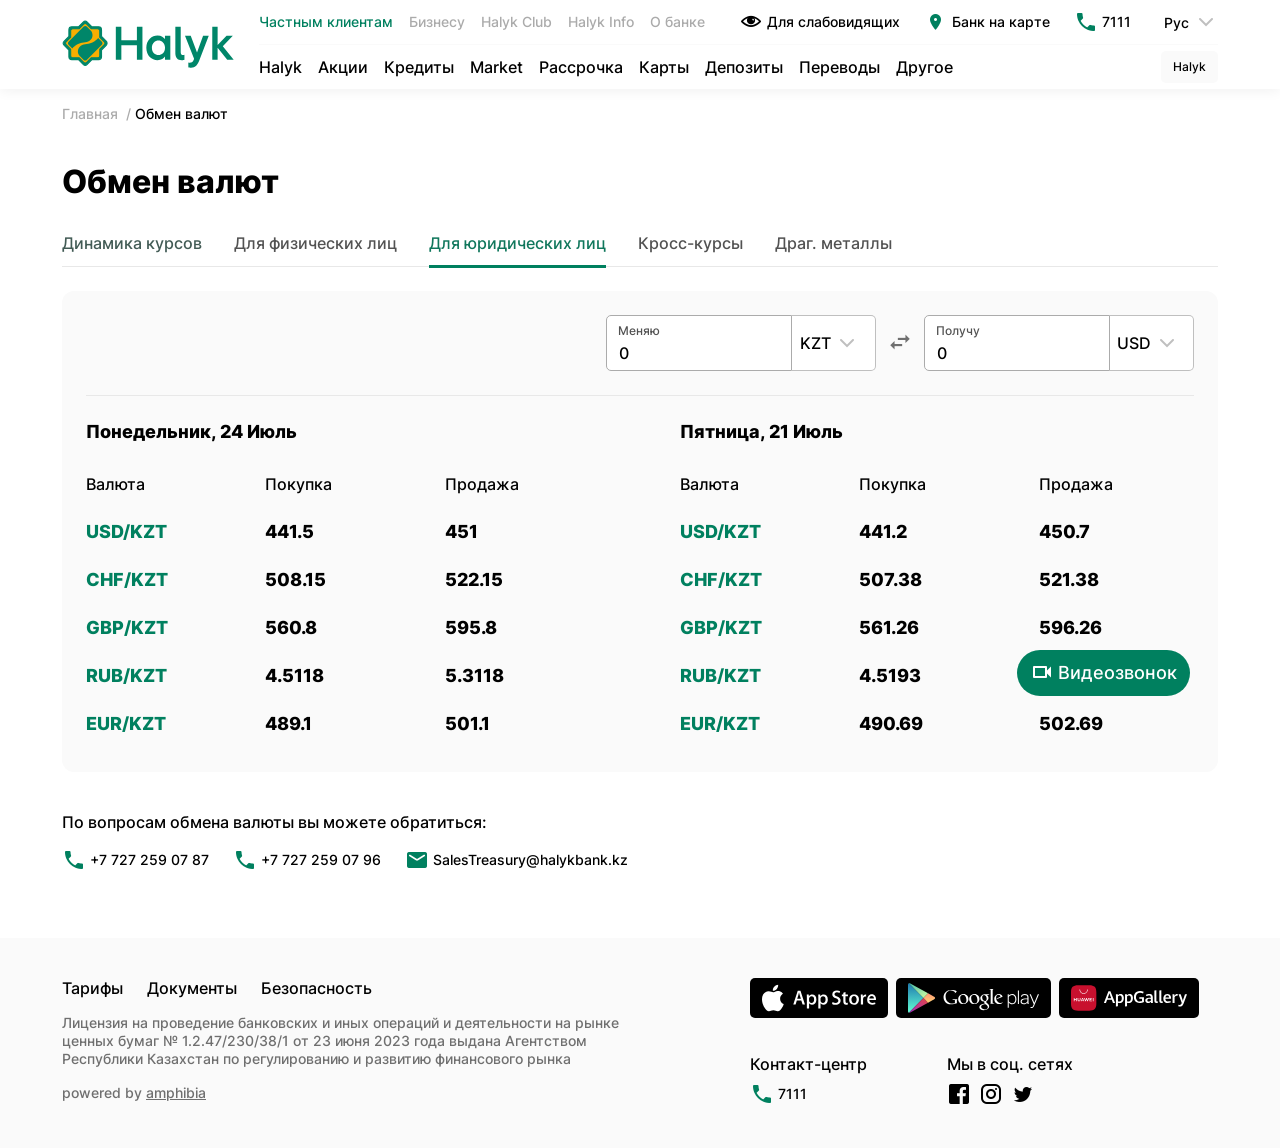 Halyk
Частным клиентам Бизнесу Halyk Club Halyk Info О банке Для слабовидящих Банк на карте 7111 Рус
Halyk Акции Кредиты Market Рассрочка Карты Депозиты Переводы Другое Halyk
Главная / Обмен валют
Обмен валют
Динамика курсов Для физических лиц Для юридических лиц Кросс-курсы Драг. металлы
Меняю
0 KZT
Получу
0 USD
Понедельник, 24 Июль
Валюта Покупка Продажа
USD/KZT 441.5 451
CHF/KZT 508.15 522.15
GBP/KZT 560.8 595.8
RUB/KZT 4.5118 5.3118
EUR/KZT 489.1 501.1
Пятница, 21 Июль
Валюта Покупка Продажа
USD/KZT 441.2 450.7
CHF/KZT 507.38 521.38
GBP/KZT 561.26 596.26
RUB/KZT 4.5193
Видеозвонок
EUR/KZT 490.69 502.69
По вопросам обмена валюты вы можете обратиться:
+7 727 259 07 87 +7 727 259 07 96 SalesTreasury@halykbank.kz
Тарифы Документы Безопасность
Лицензия на проведение банковских и иных операций и деятельности на рынке
ценных бумаг № 1.2.47/230/38/1 от 23 июня 2023 года выдана Агентством
Республики Казахстан по регулированию и развитию финансового рынка
powered by amphibia
App Store Google play HUAWEI AppGallery
Контакт-центр
7111
Мы в соц. сетях